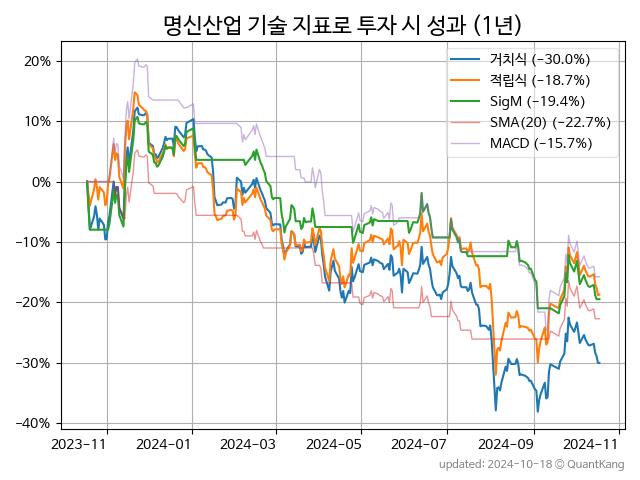 명신산업 기술 지표로 투자 시 성과 (1년)
거치식 (−30.0%)
적립식 (−18.7%)
SigM (−19.4%)
SMA(20) (−22.7%)
MACD (−15.7%)
20%
10%
0%
−10%
−20%
−30%
−40%
2023-11 2024-01 2024-03 2024-05 2024-07 2024-09 2024-11
updated: 2024-10-18 © QuantKang